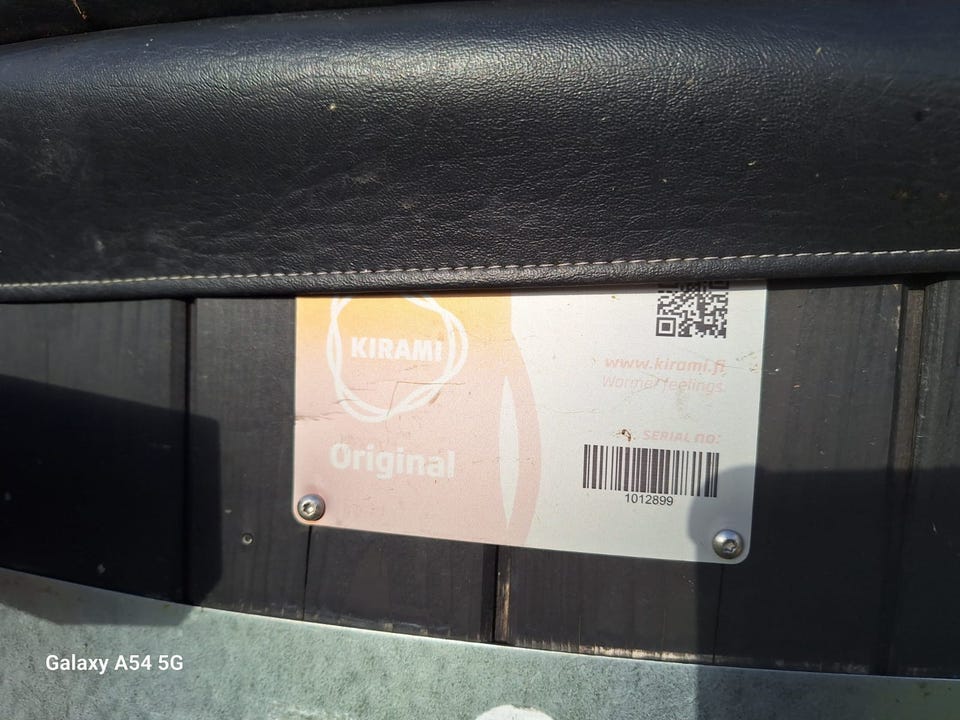 KIRAMI
Original
www.kirami.fi
Warmer feelings.
SERIAL no:
1012899
Galaxy A54 5G